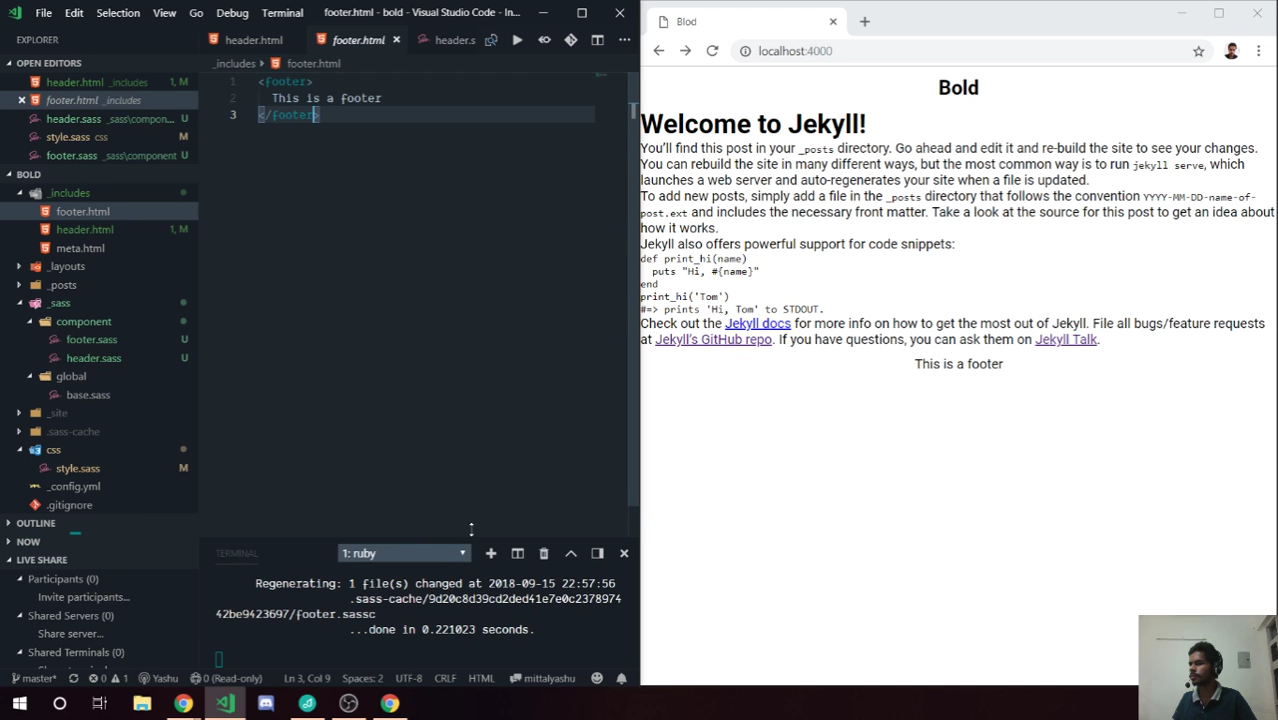 File Edit Selection View Go Debug Terminal footer.html - bold - Visual Studio Code - In...
EXPLORER
header.html footer.html header.s
OPEN EDITORS
header.html _includes 1, M
footer.html _includes
header.sass _sass\compon... U
style.sass css M
footer.sass _sass\component U
BOLD
_includes
footer.html
header.html 1, M
meta.html
_layouts
_posts
_sass
component
footer.sass U
header.sass U
global
base.sass
_site
.sass-cache
css
style.sass M
_config.yml
.gitignore
OUTLINE
NOW
LIVE SHARE
Participants (0)
Invite participants...
Shared Servers (0)
Share server...
Shared Terminals (0)
_includes footer.html
1 <footer>
2 This is a footer
3 </footer>
TERMINAL 1: ruby
Regenerating: 1 file(s) changed at 2018-09-15 22:57:56
.sass-cache/9d20c8d39cd2ded41e7e0c2378974
42be9423697/footer.sassc
...done in 0.221023 seconds.
master* 0 1 Yashu 0 (Read-only) Ln 3, Col 9 Spaces: 2 UTF-8 CRLF HTML mittalyashu
Blod
localhost:4000
Bold
Welcome to Jekyll!
You'll find this post in your _posts directory. Go ahead and edit it and re-build the site to see your changes.
You can rebuild the site in many different ways, but the most common way is to run jekyll serve, which
launches a web server and auto-regenerates your site when a file is updated.
To add new posts, simply add a file in the _posts directory that follows the convention YYYY-MM-DD-name-of-
post.ext and includes the necessary front matter. Take a look at the source for this post to get an idea about
how it works.
Jekyll also offers powerful support for code snippets:
def print_hi(name)
puts "Hi, #{name}"
end
print_hi('Tom')
#=> prints 'Hi, Tom' to STDOUT.
Check out the Jekyll docs for more info on how to get the most out of Jekyll. File all bugs/feature requests
at Jekyll's GitHub repo. If you have questions, you can ask them on Jekyll Talk.
This is a footer